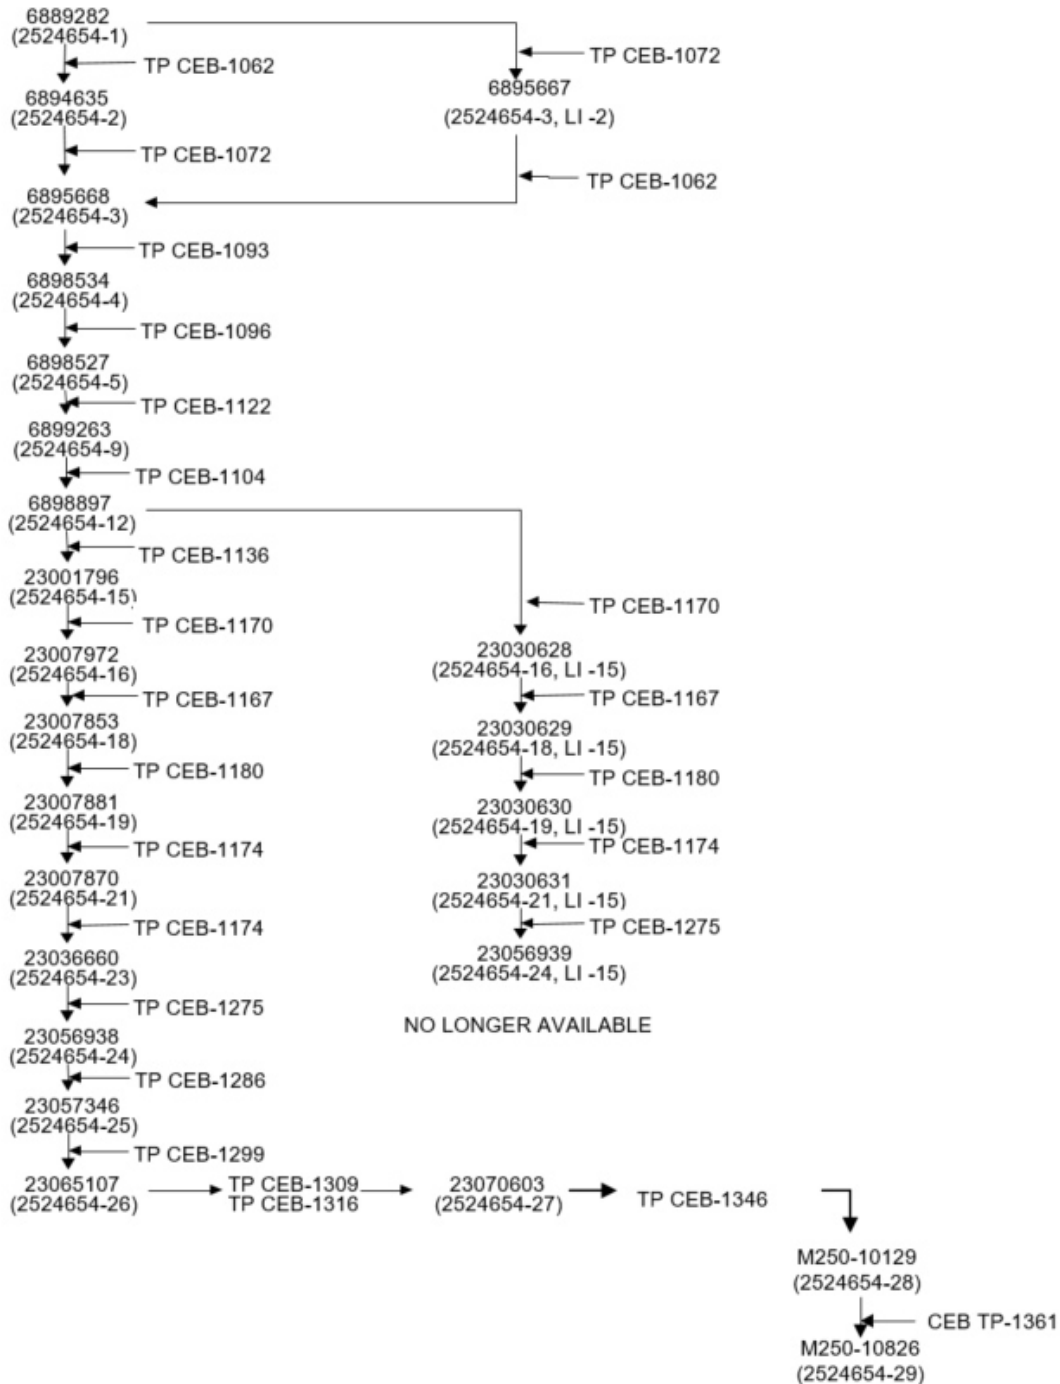 6889282
(2524654-1)
TP CEB-1062
TP CEB-1072
6894635
(2524654-2)
6895667
(2524654-3, LI -2)
TP CEB-1072
TP CEB-1062
6895668
(2524654-3)
TP CEB-1093
6898534
(2524654-4)
TP CEB-1096
6898527
(2524654-5)
TP CEB-1122
6899263
(2524654-9)
TP CEB-1104
6898897
(2524654-12)
TP CEB-1136
23001796
(2524654-15)
TP CEB-1170
23007972
(2524654-16)
TP CEB-1167
23007853
(2524654-18)
TP CEB-1180
23007881
(2524654-19)
TP CEB-1174
23007870
(2524654-21)
TP CEB-1174
23036660
(2524654-23)
TP CEB-1275
23056938
(2524654-24)
TP CEB-1286
23057346
(2524654-25)
TP CEB-1299
TP CEB-1170
23030628
(2524654-16, LI -15)
TP CEB-1167
23030629
(2524654-18, LI -15)
TP CEB-1180
23030630
(2524654-19, LI -15)
TP CEB-1174
23030631
(2524654-21, LI -15)
TP CEB-1275
23056939
(2524654-24, LI -15)
NO LONGER AVAILABLE
23065107
(2524654-26)
TP CEB-1309
TP CEB-1316
23070603
(2524654-27)
TP CEB-1346
M250-10129
(2524654-28)
CEB TP-1361
M250-10826
(2524654-29)